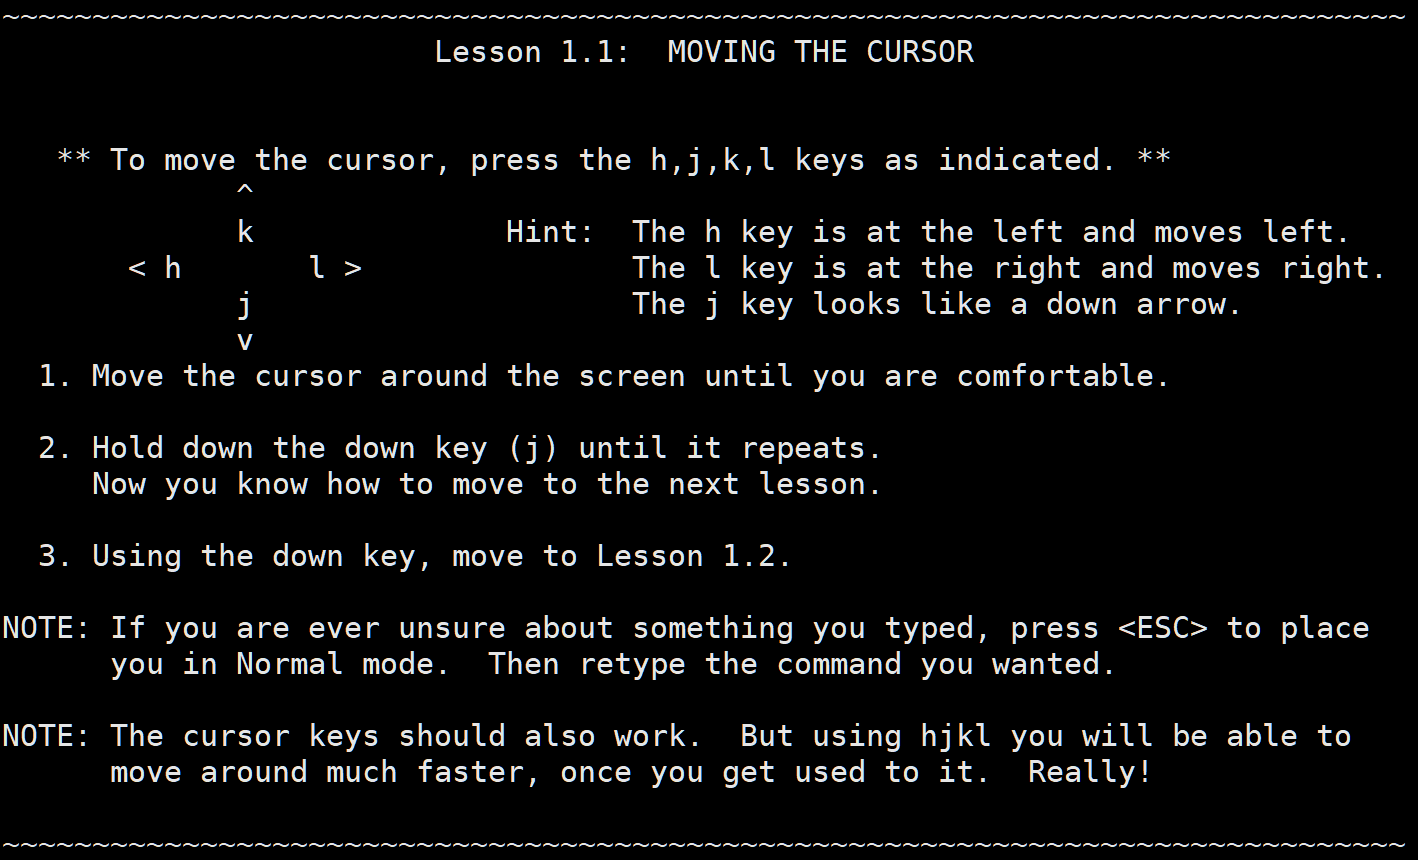 ~~~~~~~~~~~~~~~~~~~~~~~~~~~~~~~~~~~~~~~~~~~~~~~~~~~~~~~~~~~~~~~~~~~~~~~~~~~~~~
                        Lesson 1.1:  MOVING THE CURSOR


   ** To move the cursor, press the h,j,k,l keys as indicated. **
             ^
             k              Hint:  The h key is at the left and moves left.
       < h       l >               The l key is at the right and moves right.
             j                     The j key looks like a down arrow.
             v
  1. Move the cursor around the screen until you are comfortable.

  2. Hold down the down key (j) until it repeats.
     Now you know how to move to the next lesson.

  3. Using the down key, move to Lesson 1.2.

NOTE: If you are ever unsure about something you typed, press <ESC> to place
      you in Normal mode.  Then retype the command you wanted.

NOTE: The cursor keys should also work.  But using hjkl you will be able to
      move around much faster, once you get used to it.  Really!

~~~~~~~~~~~~~~~~~~~~~~~~~~~~~~~~~~~~~~~~~~~~~~~~~~~~~~~~~~~~~~~~~~~~~~~~~~~~~~